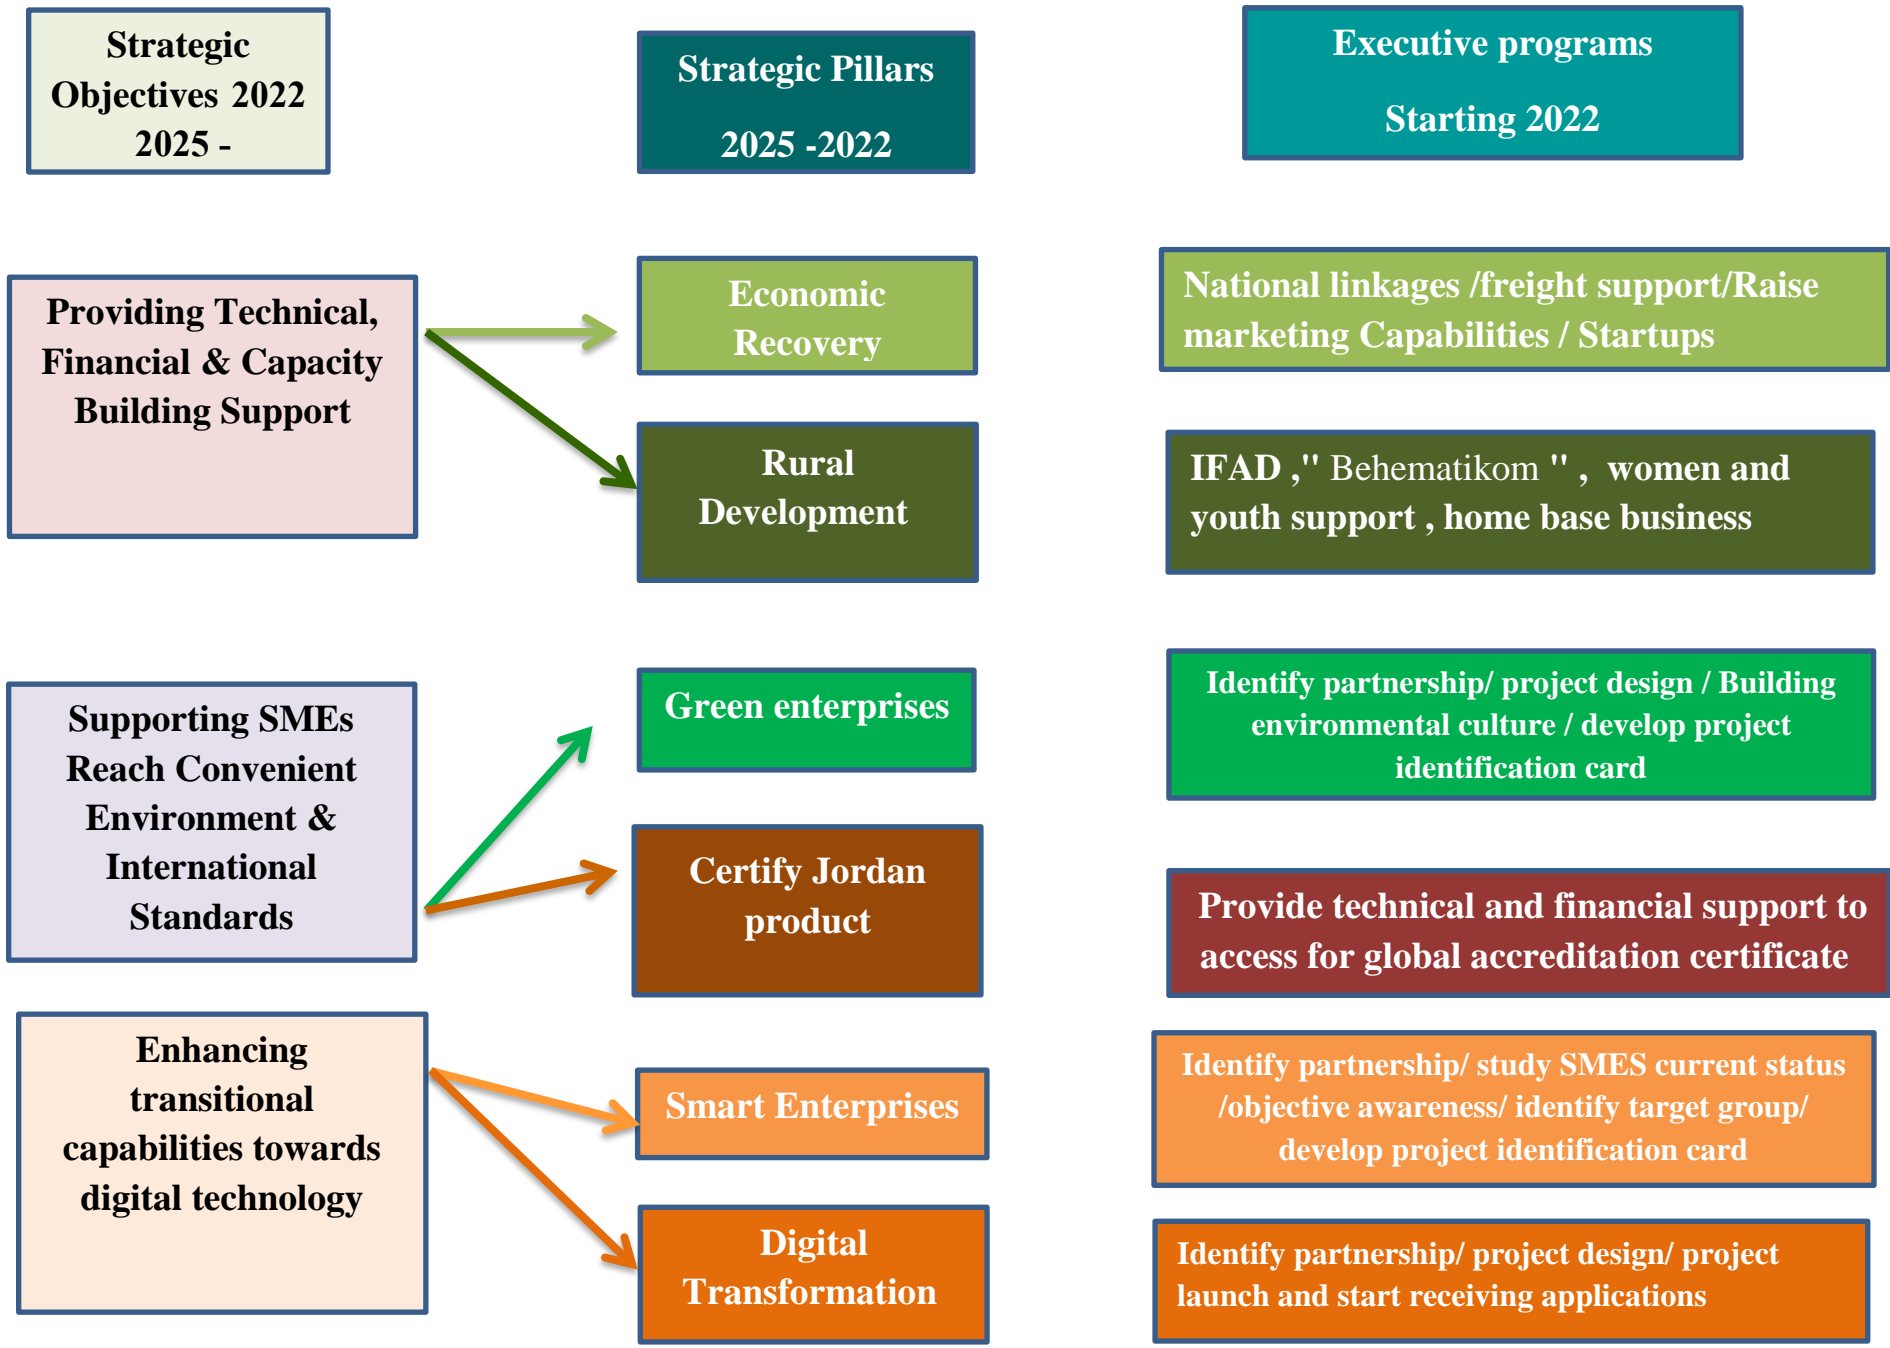 Strategic
Objectives 2022
2025 -
Strategic Pillars
2025 -2022
Executive programs
Starting 2022
Providing Technical,
Financial & Capacity
Building Support
Economic
Recovery
National linkages /freight support/Raise
marketing Capabilities / Startups
Rural
Development
IFAD ," Behematikom " , women and
youth support , home base business
Supporting SMEs
Reach Convenient
Environment &
International
Standards
Green enterprises
Identify partnership/ project design / Building
environmental culture / develop project
identification card
Certify Jordan
product
Provide technical and financial support to
access for global accreditation certificate
Enhancing
transitional
capabilities towards
digital technology
Smart Enterprises
Identify partnership/ study SMES current status
/objective awareness/ identify target group/
develop project identification card
Digital
Transformation
Identify partnership/ project design/ project
launch and start receiving applications